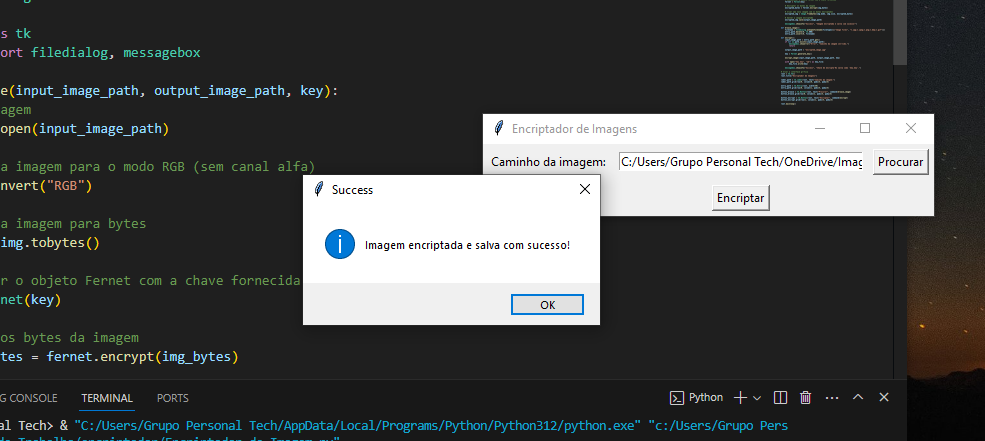 s tk
ort filedialog, messagebox
e(input_image_path, output_image_path, key):
agem
open(input_image_path)
a imagem para o modo RGB (sem canal alfa)
nvert("RGB")
a imagem para bytes
img.tobytes()
r o objeto Fernet com a chave fornecida
net(key)
os bytes da imagem
tes = fernet.encrypt(img_bytes)
Encriptador de Imagens
Caminho da imagem:
C:/Users/Grupo Personal Tech/OneDrive/Imag
Procurar
Encriptar
Success
Imagem encriptada e salva com sucesso!
OK
G CONSOLE
TERMINAL
PORTS
Python
al Tech> & "C:/Users/Grupo Personal Tech/AppData/Local/Programs/Python/Python312/python.exe" "c:/Users/Grupo Pers